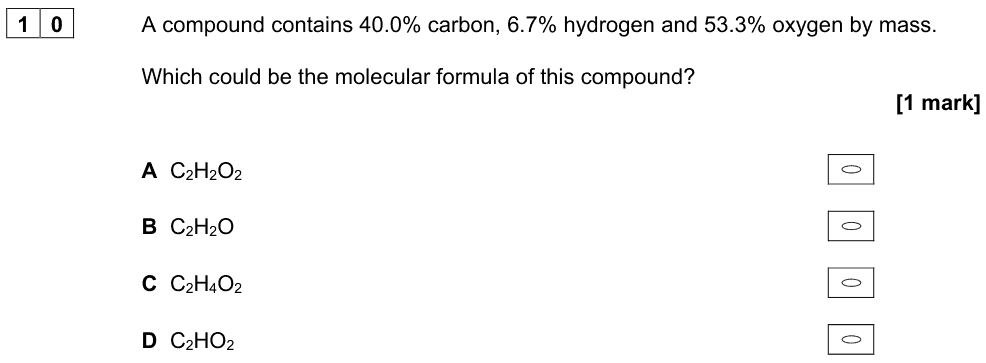 1 0 A compound contains 40.0% carbon, 6.7% hydrogen and 53.3% oxygen by mass.
Which could be the molecular formula of this compound?
[1 mark]
A C₂H₂O₂
B C₂H₂O
C C₂H₄O₂
D C₂HO₂